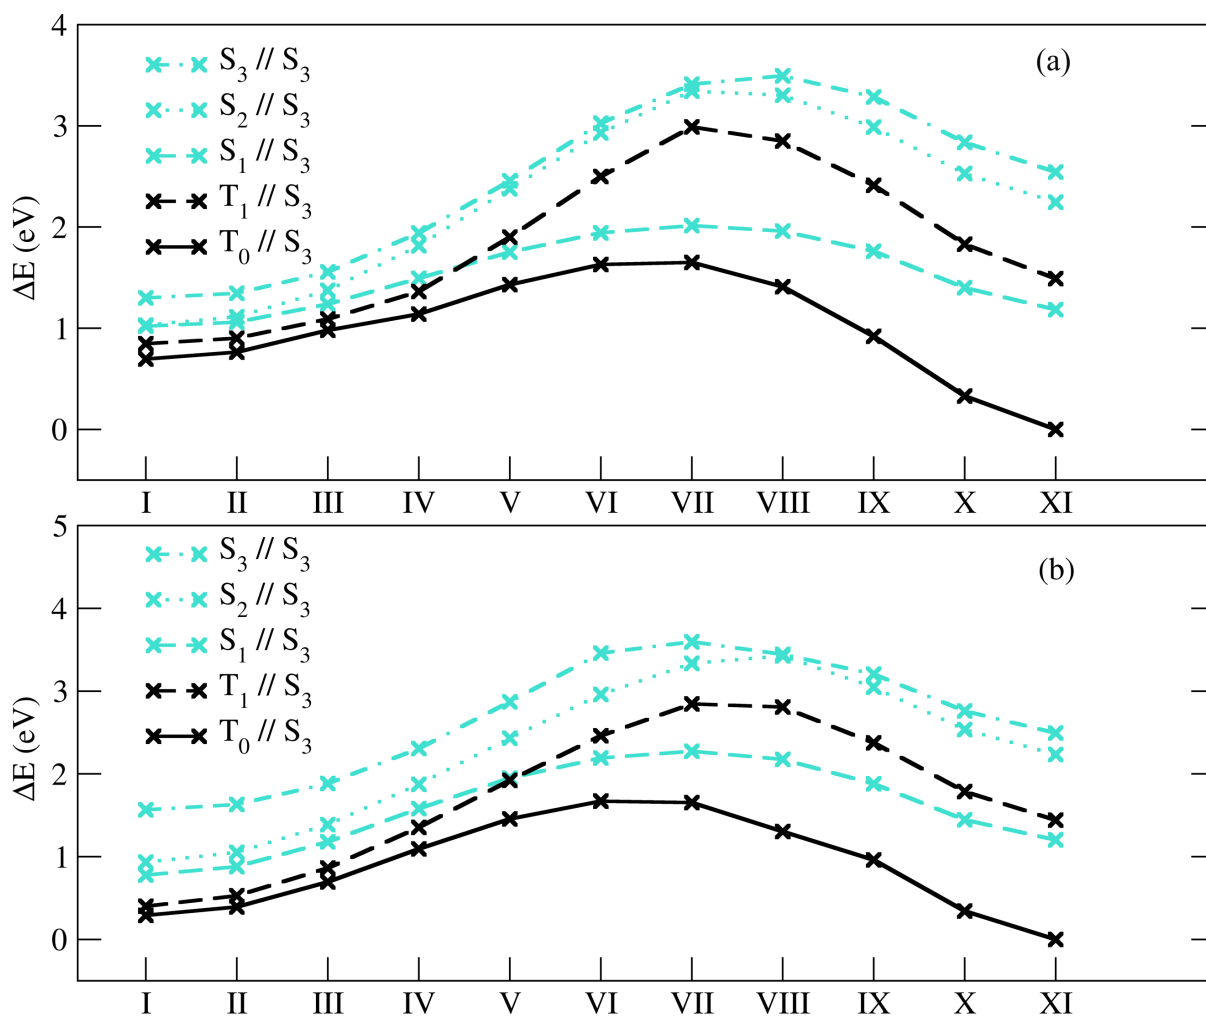 4
(a)
S3 // S3
S2 // S3
3
S1 // S3
T1 // S3
2
T0 // S3
ΔE (eV)
1
0
I II III IV V VI VII VIII IX X XI
5
S3 // S3
(b)
4
S2 // S3
S1 // S3
3
T1 // S3
T0 // S3
ΔE (eV)
2
1
0
I II III IV V VI VII VIII IX X XI